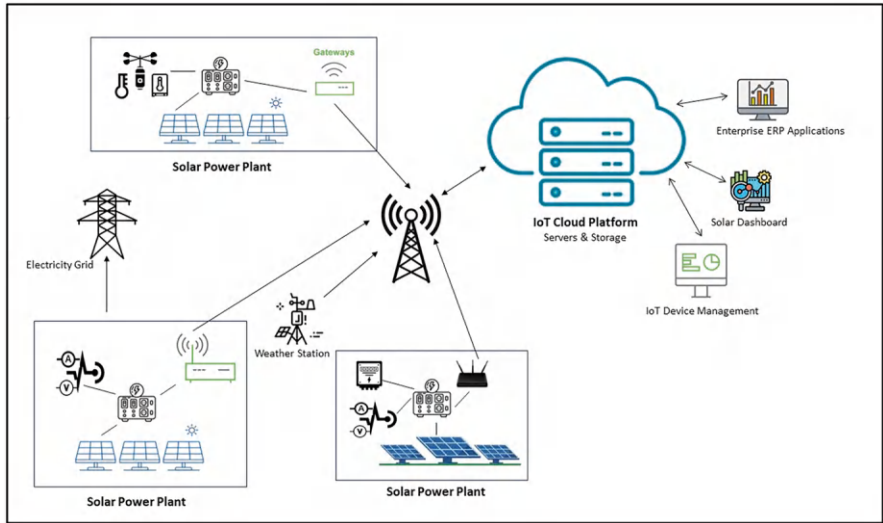 Gateways
Solar Power Plant
Enterprise ERP Applications
IoT Cloud Platform
Servers & Storage
Solar Dashboard
Electricity Grid
IoT Device Management
Weather Station
A
V
Solar Power Plant
A
V
Solar Power Plant